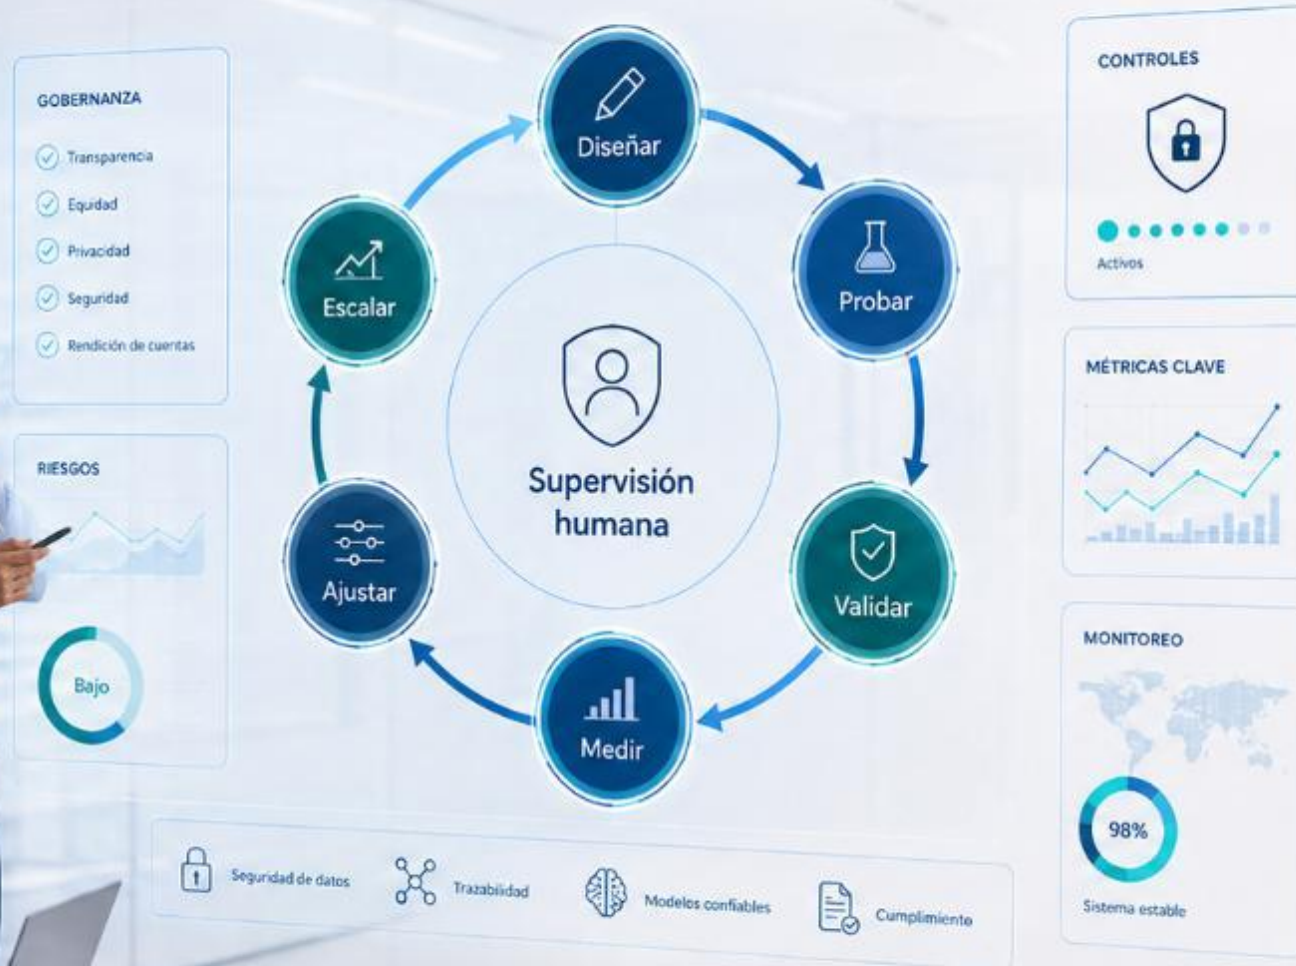 GOBERNANZA
Transparencia
Equidad
Privacidad
Seguridad
Rendición de cuentas
RIESGOS
Bajo
Diseñar
Probar
Validar
Medir
Ajustar
Escalar
Supervisión
humana
CONTROLES
Activos
MÉTRICAS CLAVE
MONITOREO
98%
Sistema estable
Seguridad de datos
Trazabilidad
Modelos confiables
Cumplimiento